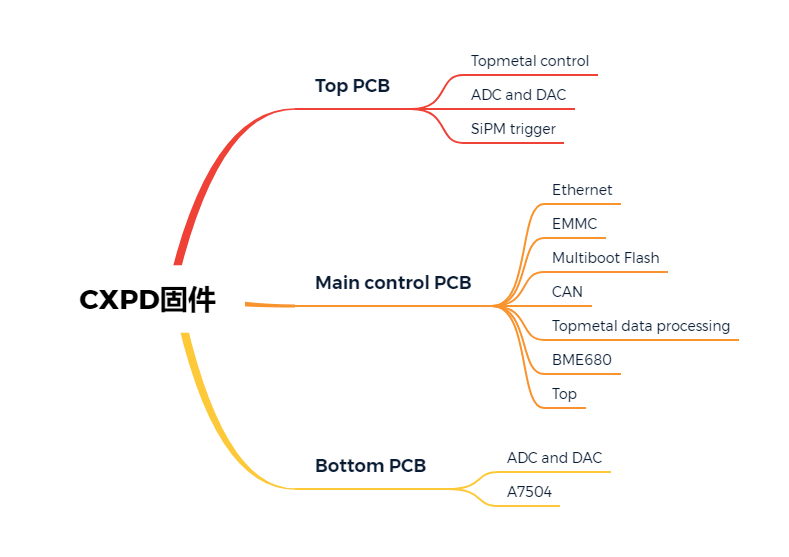 CXPD固件
Top PCB
Topmetal control
ADC and DAC
SiPM trigger
Main control PCB
Ethernet
EMMC
Multiboot Flash
CAN
Topmetal data processing
BME680
Top
Bottom PCB
ADC and DAC
A7504